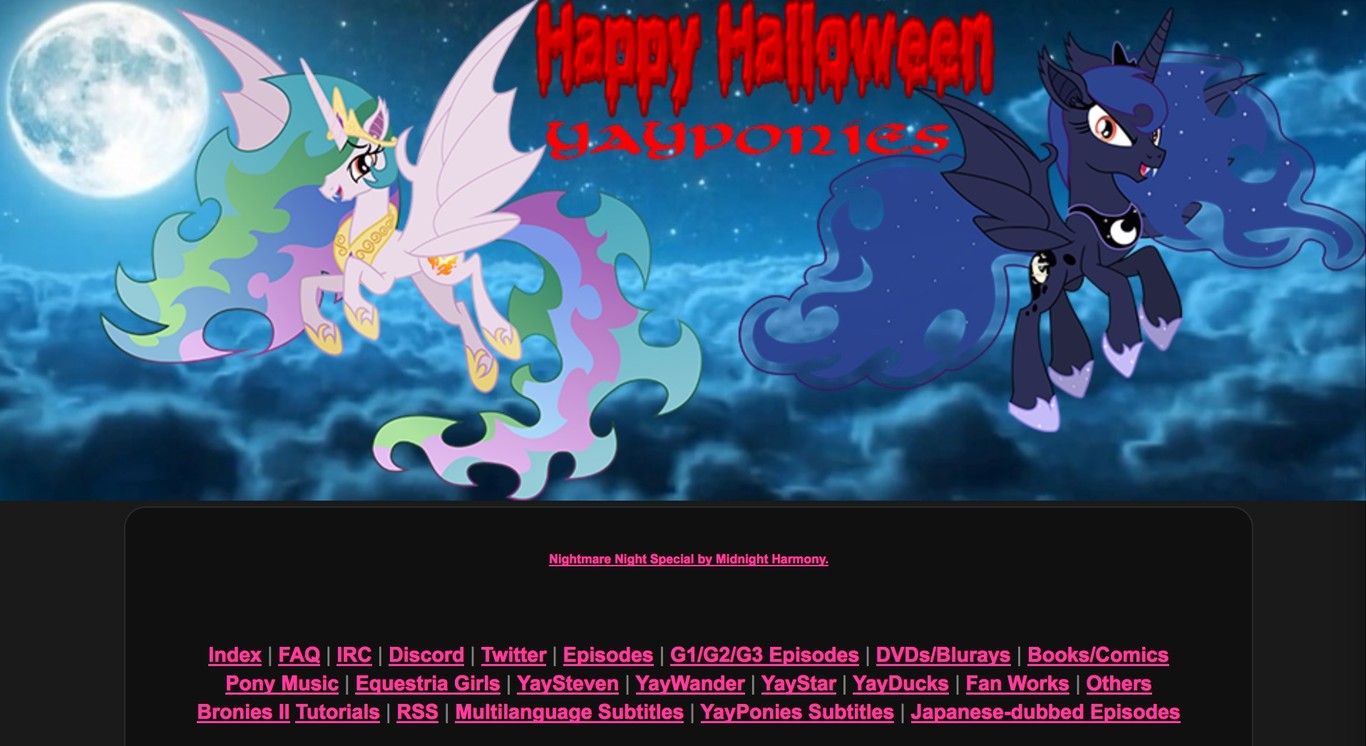 Happy Halloween
YAYPONIES
Nightmare Night Special by Midnight Harmony.
Index | FAQ | IRC | Discord | Twitter | Episodes | G1/G2/G3 Episodes | DVDs/Blurays | Books/Comics
Pony Music | Equestria Girls | YaySteven | YayWander | YayStar | YayDucks | Fan Works | Others
Bronies II Tutorials | RSS | Multilanguage Subtitles | YayPonies Subtitles | Japanese-dubbed Episodes